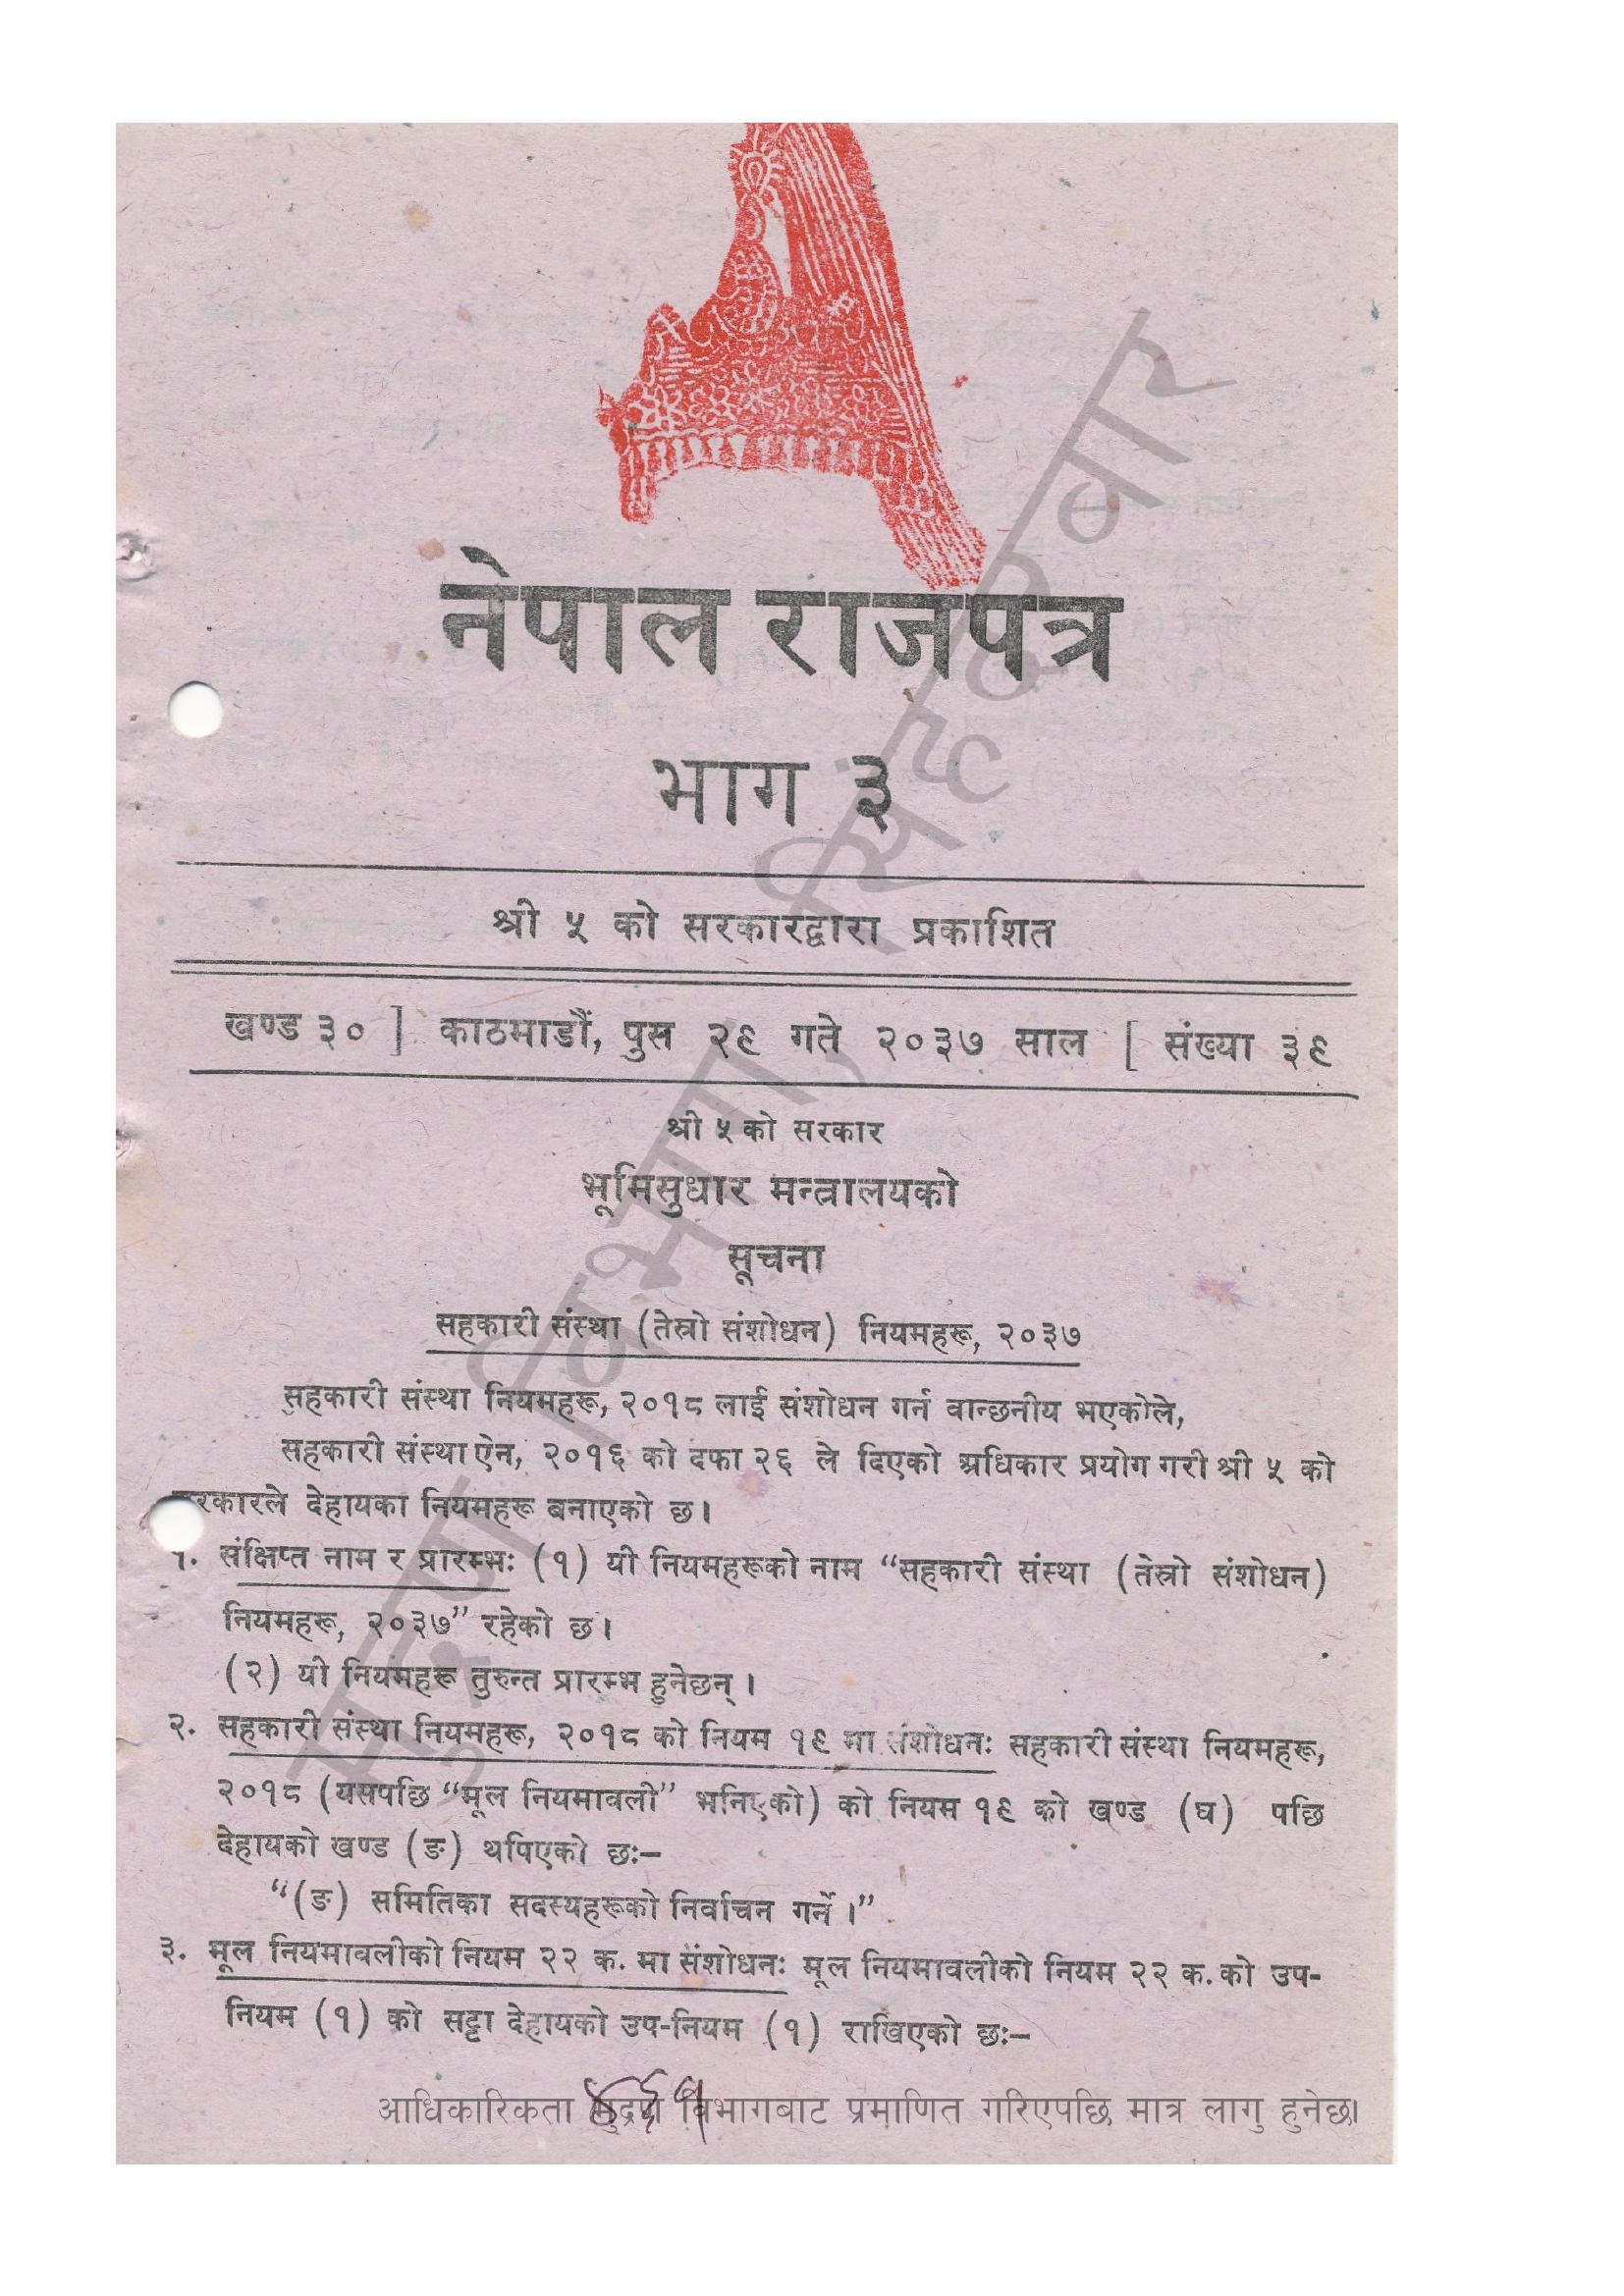 नेपाल राजपत्र
भाग ३
श्री ५ को सरकारद्वारा प्रकाशित
खण्ड ३० ] काठमाडौं, पुस २९ गते २०३७ साल [ संख्या ३९
श्री ५ को सरकार
भूमिसुधार मन्त्रालयको
सूचना
सहकारी संस्था (तेस्रो संशोधन) नियमहरू, २०३७
सहकारी संस्था नियमहरू, २०१८ लाई संशोधन गर्न वान्छनीय भएकोले,
सहकारी संस्था ऐन, २०१६ को दफा २६ ले दिएको अधिकार प्रयोग गरी श्री ५ को
सरकारले देहायका नियमहरू बनाएको छ।
१. संक्षिप्त नाम र प्रारम्भः (१) यी नियमहरूको नाम “सहकारी संस्था (तेस्रो संशोधन)
नियमहरू, २०३७” रहेको छ।
(२) यी नियमहरू तुरुन्त प्रारम्भ हुनेछन् ।
२. सहकारी संस्था नियमहरू, २०१८ को नियम १९ मा संशोधनः सहकारी संस्था नियमहरू,
२०१८ (यसपछि “मूल नियमावली” भनिएको) को नियम १९ को खण्ड (घ) पछि
देहायको खण्ड (ङ) थपिएको छः–
“(ङ) समितिका सदस्यहरूको निर्वाचन गर्ने ।”
३. मूल नियमावलीको नियम २२ क. मा संशोधनः मूल नियमावलीको नियम २२ क. को उप-
नियम (१) को सट्टा देहायको उप-नियम (१) राखिएको छः–
आधिकारिकता मुद्रण विभागबाट प्रमाणित गरिएपछि मात्र लागु हुनेछ।
मुद्रण विभाग, सिंहदरवार